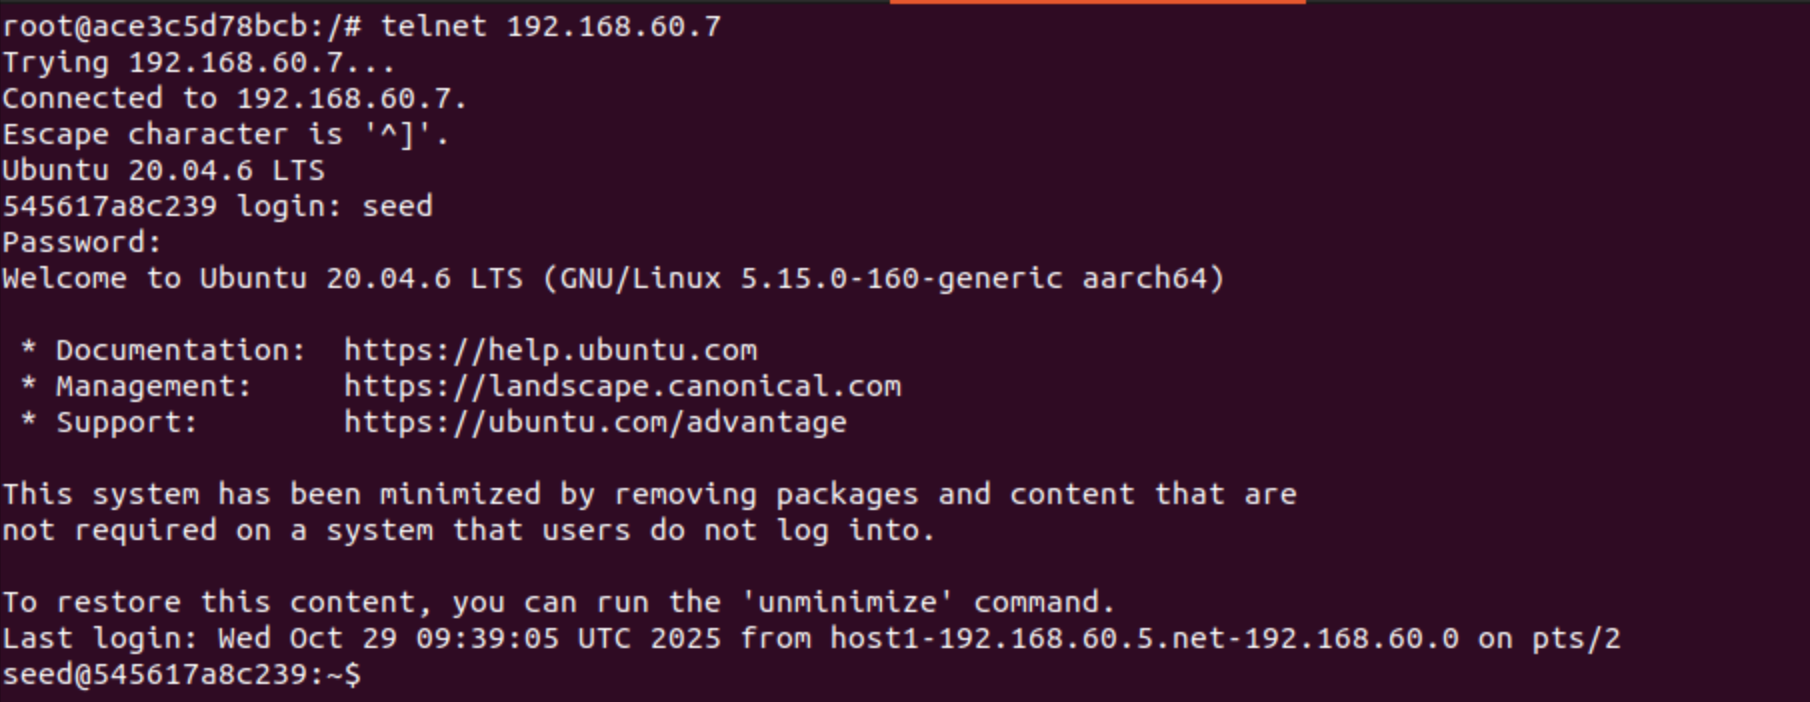 root@ace3c5d78bcb:/# telnet 192.168.60.7
Trying 192.168.60.7...
Connected to 192.168.60.7.
Escape character is '^]'.
Ubuntu 20.04.6 LTS
545617a8c239 login: seed
Password:
Welcome to Ubuntu 20.04.6 LTS (GNU/Linux 5.15.0-160-generic aarch64)
 * Documentation:  https://help.ubuntu.com
 * Management:     https://landscape.canonical.com
 * Support:        https://ubuntu.com/advantage
This system has been minimized by removing packages and content that are
not required on a system that users do not log into.
To restore this content, you can run the 'unminimize' command.
Last login: Wed Oct 29 09:39:05 UTC 2025 from host1-192.168.60.5.net-192.168.60.0 on pts/2
seed@545617a8c239:~$